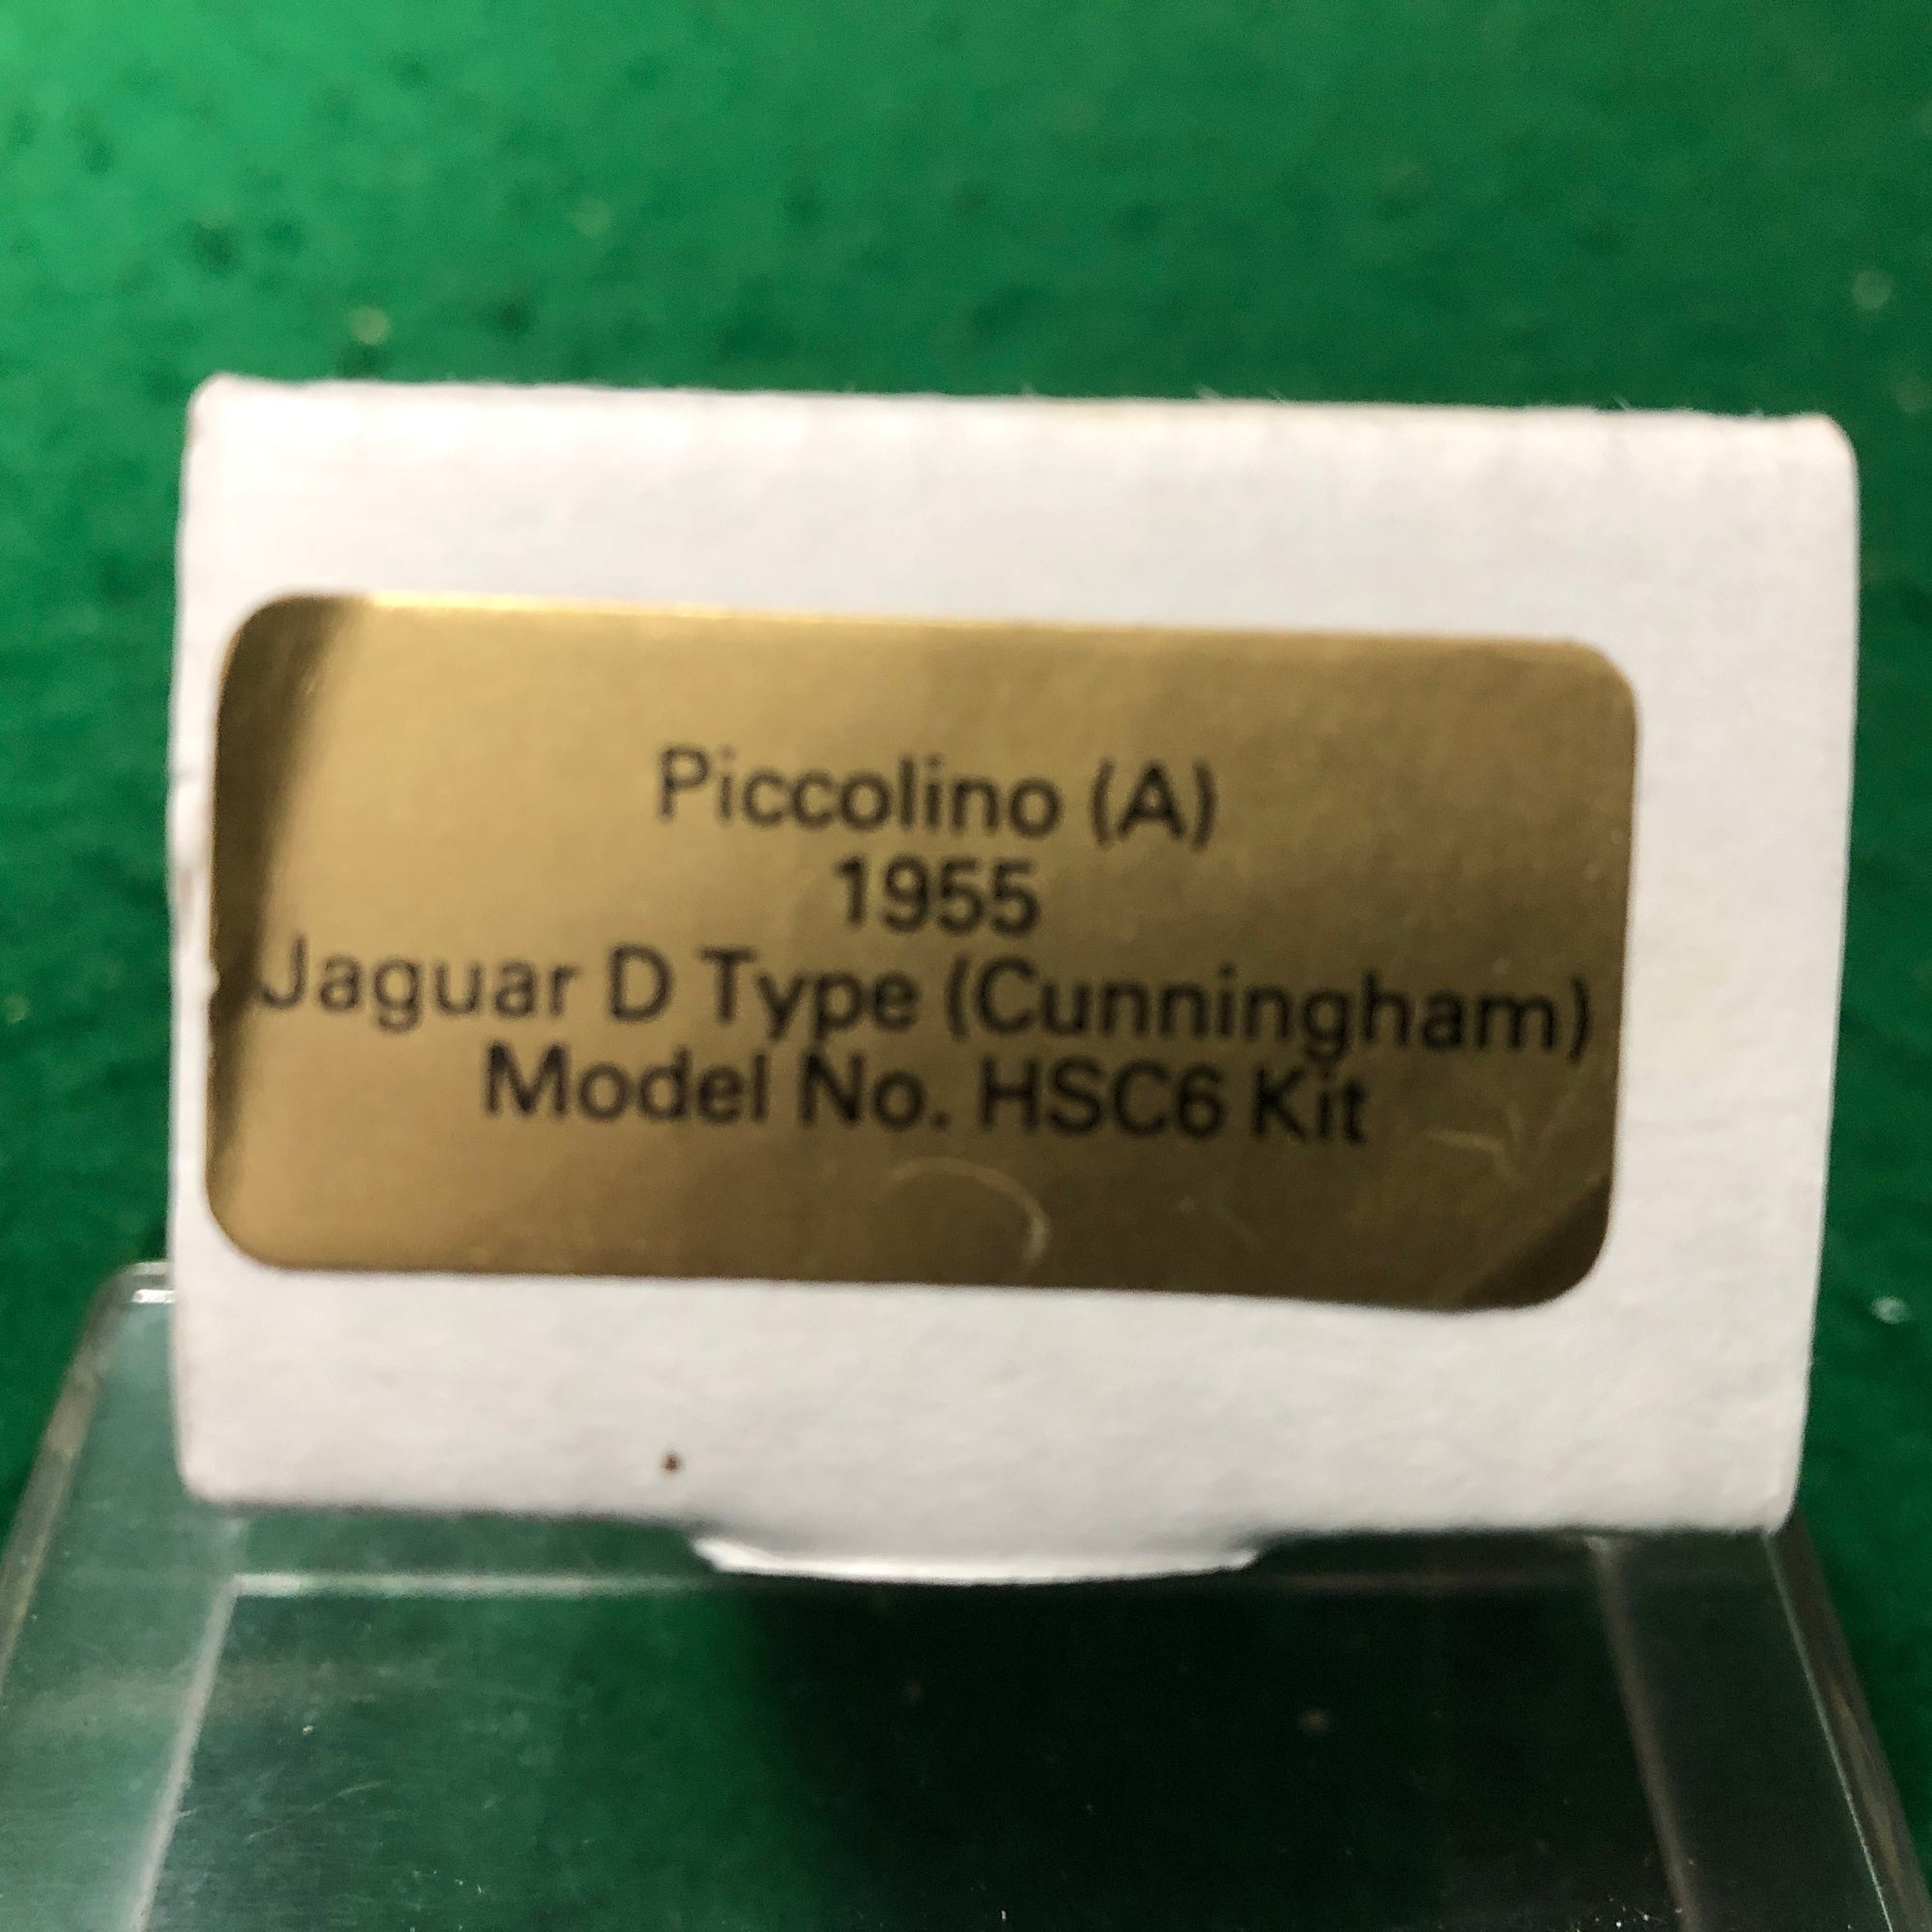 Piccolino (A)
1955
Jaguar D Type (Cunningham)
Model No. HSC6 Kit